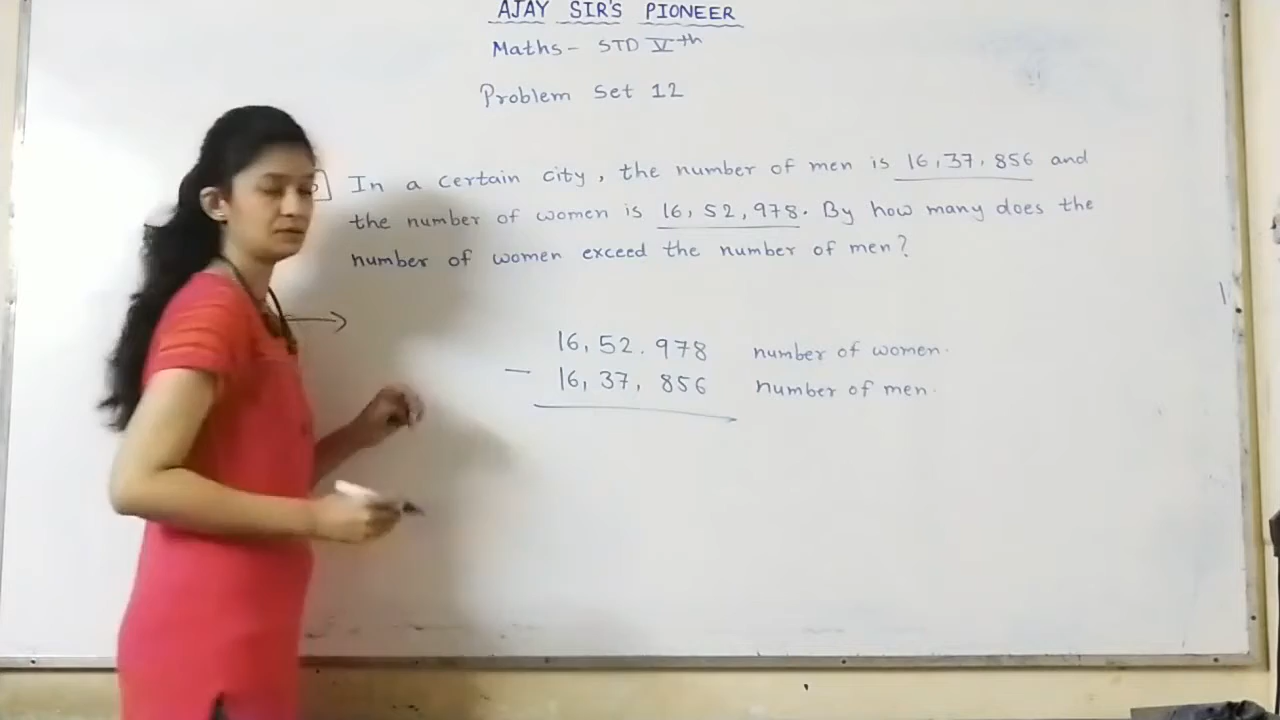 AJAY SIR'S PIONEER
Maths - STD Vth
Problem Set 12
In a certain city, the number of men is 16,37,856 and
the number of women is 16,52,978. By how many does the
number of women exceed the number of men?
16,52.978 number of women.
- 16,37,856 number of men.